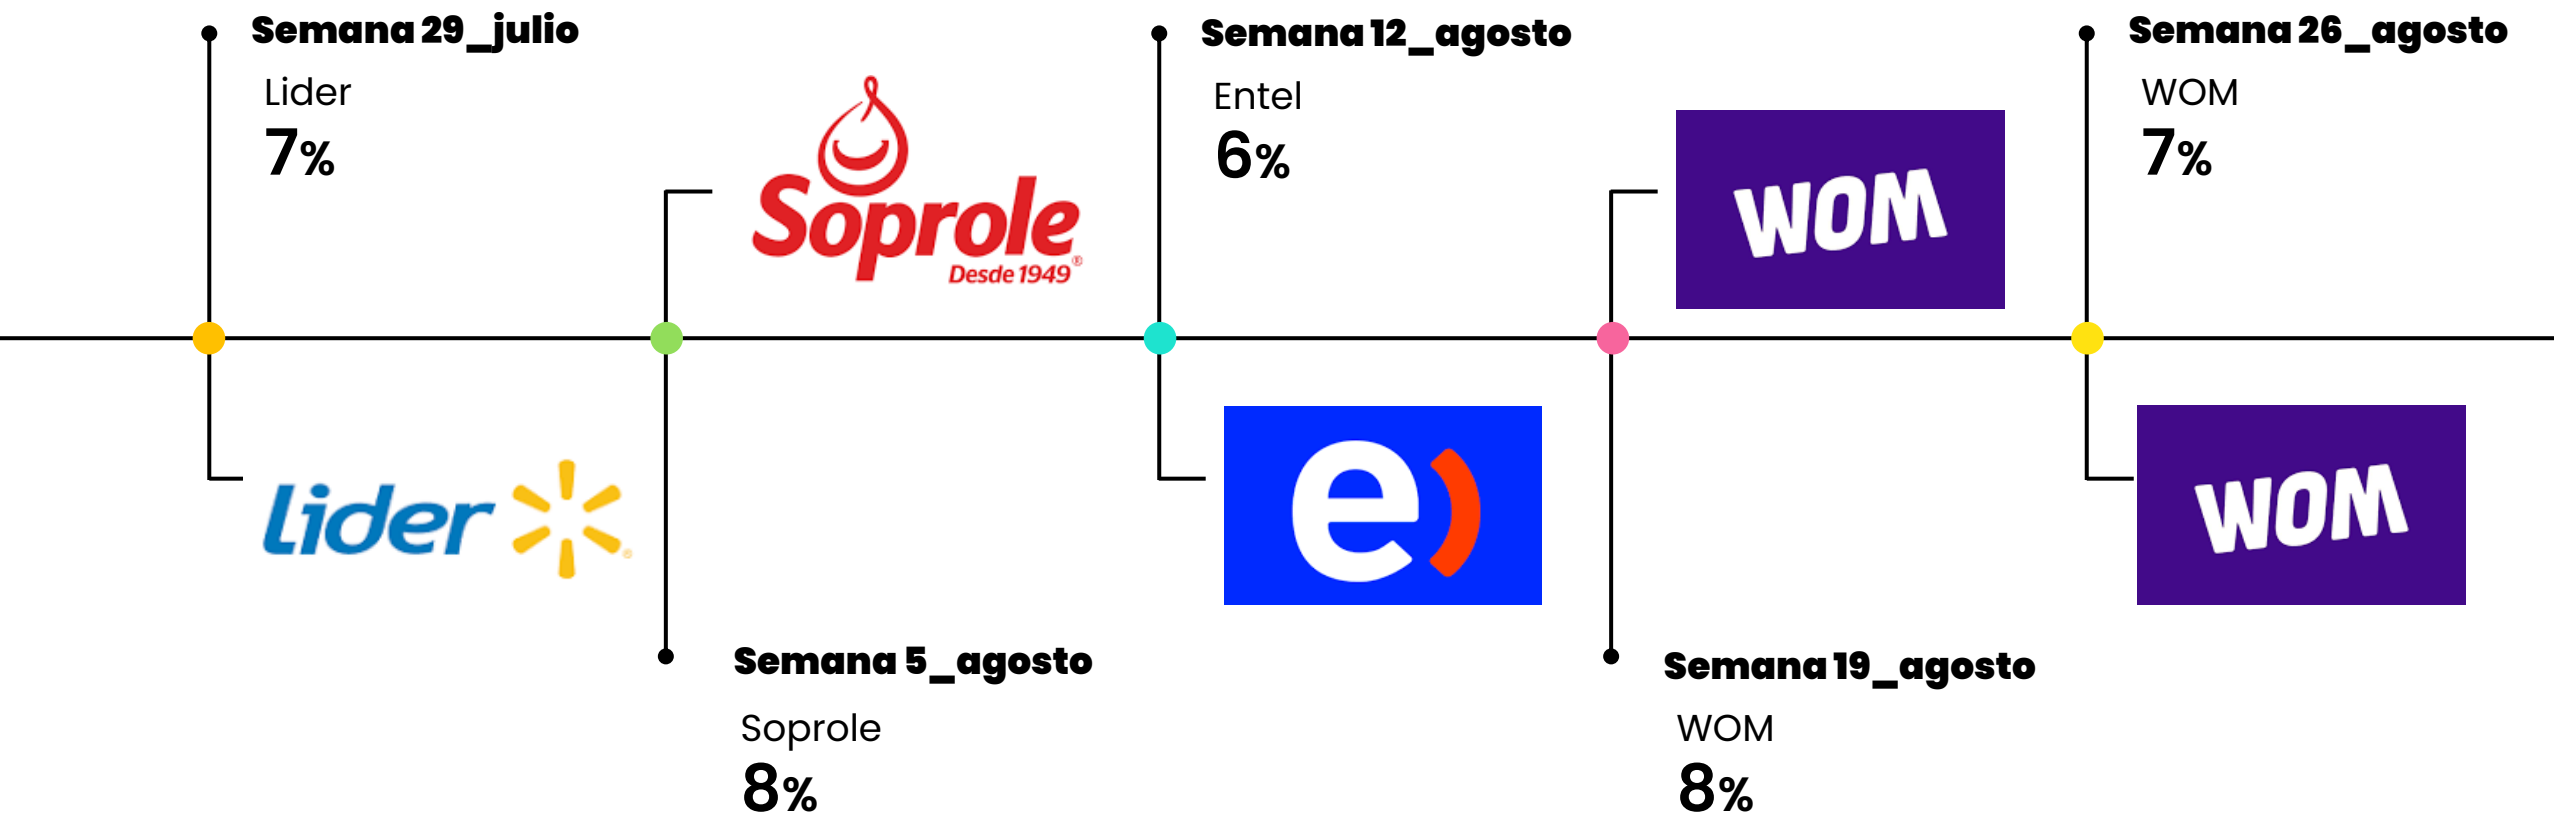 Semana 29_julio
Lider
7%
lider
Soprole
Desde 1949®
Semana 5_agosto
Soprole
8%
Semana 12_agosto
Entel
6%
e)
WOM
Semana 19_agosto
WOM
8%
Semana 26_agosto
WOM
7%
WOM